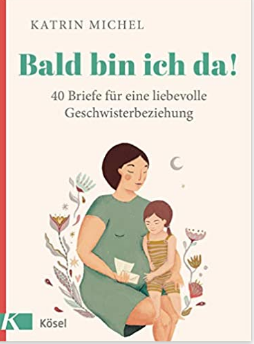 KATRIN MICHEL
Bald bin ich da!
40 Briefe für eine liebevolle
Geschwisterbeziehung
K Kösel